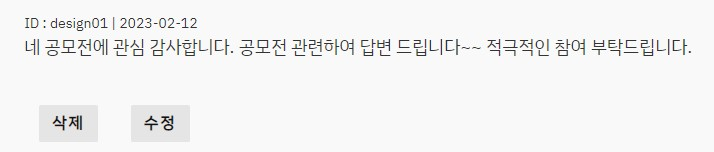 ID : design01 | 2023-02-12
네 공모전에 관심 감사합니다. 공모전 관련하여 답변 드립니다~~ 적극적인 참여 부탁드립니다.
삭제 수정